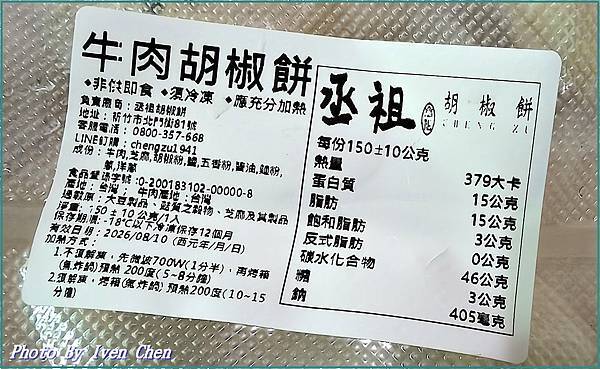 牛肉胡椒餅
◆非供即食 ◆須冷凍 ◆應充分加熱
負責廠商：丞祖胡椒餅
地址：新竹市北門街81號
客服電話：0800-357-668
LINE訂購：chengzu1941
成份：牛肉,芝麻,胡椒粉,鹽,五香粉,醬油,麵粉,
蔥,洋蔥
食品登錄字號:O-200183102-00000-8
產地：台灣； 牛肉產地：台灣
過敏原：大豆製品、麩質之穀物、芝麻及其製品
淨重：150±10公克/1入
保存期限:-18℃以下冷凍保存12個月
有效日期：2026/08/10 (西元年/月/日)
加熱方式：
1.不須解凍，先微波700W(1分半)、再烤箱
(氣炸鍋)預熱200度(5~8分鐘)
2.須解凍，烤箱(氣炸鍋)預熱200度(10~15
分鐘)
丞祖 胡椒餅
CHENG ZU
每份150±10公克
熱量 379大卡
蛋白質 15公克
脂肪 15公克
飽和脂肪 3公克
反式脂肪 0公克
碳水化合物 46公克
糖 3公克
鈉 405毫克
Photo By Iven Chen